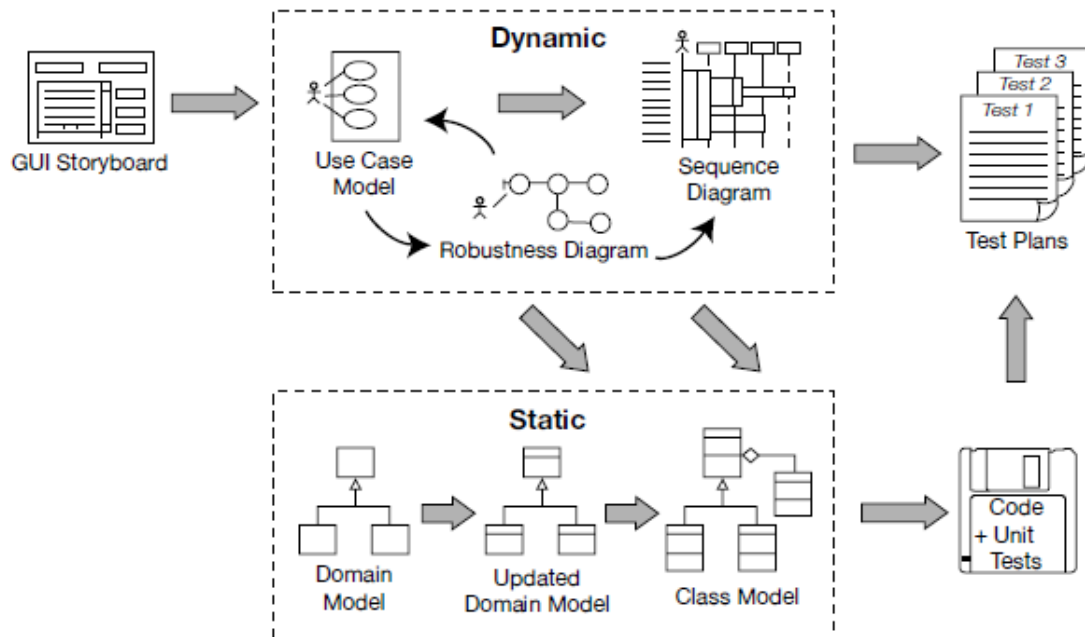 Dynamic
GUI Storyboard
Use Case
Model
Sequence
Diagram
Robustness Diagram
Test 3
Test 2
Test 1
Test Plans
Static
Domain
Model
Updated
Domain Model
Class Model
Code
+ Unit
Tests